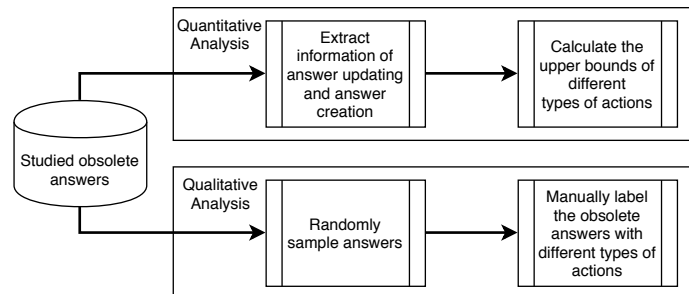 Quantitative
Analysis
Extract
information of
answer updating
and answer
creation
Calculate the
upper bounds of
different
types of actions
Studied obsolete
answers
Qualitative
Analysis
Randomly
sample answers
Manually label
the obsolete
answers with
different types of
actions